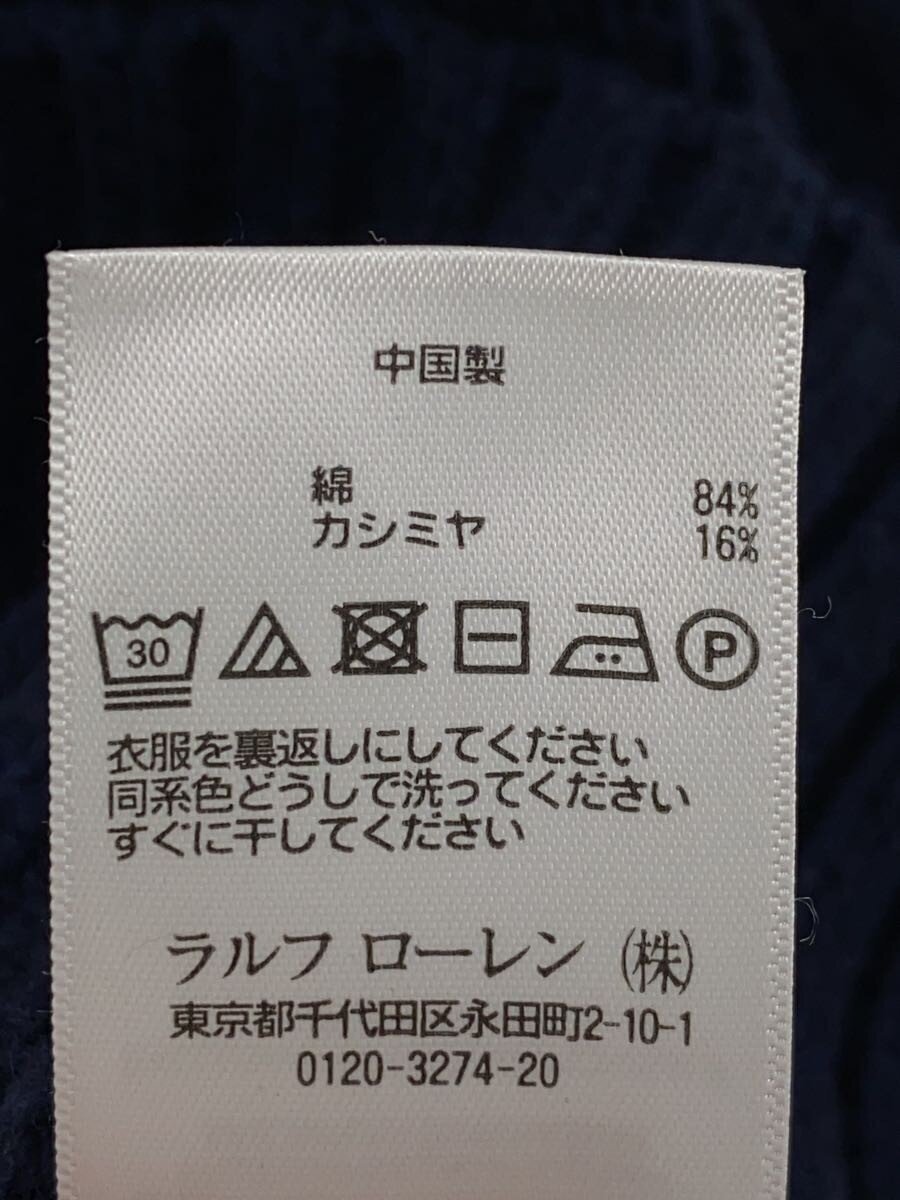 中国製
綿 84%
カシミヤ 16%
30 P
衣服を裏返しにしてください
同系色どうしで洗ってください
すぐに干してください
ラルフ ローレン (株)
東京都千代田区永田町2-10-1
0120-3274-20